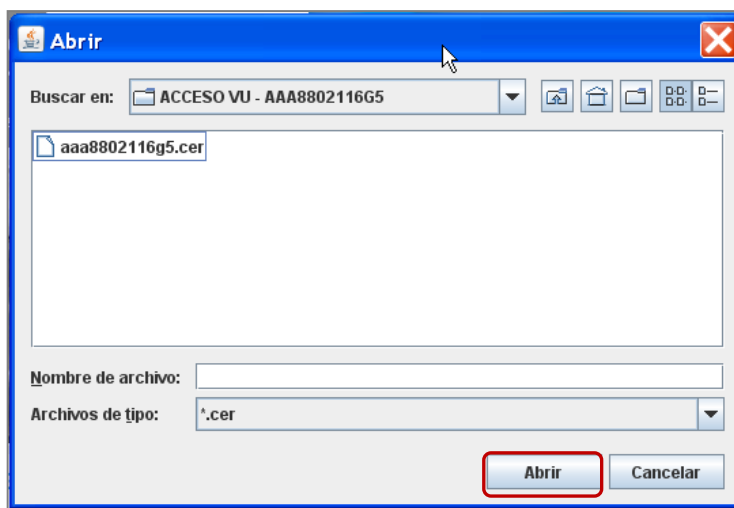 Abrir
Buscar en: ACCESO VU - AAA8802116G5
aaa8802116g5.cer
Nombre de archivo:
Archivos de tipo: *.cer
Abrir Cancelar